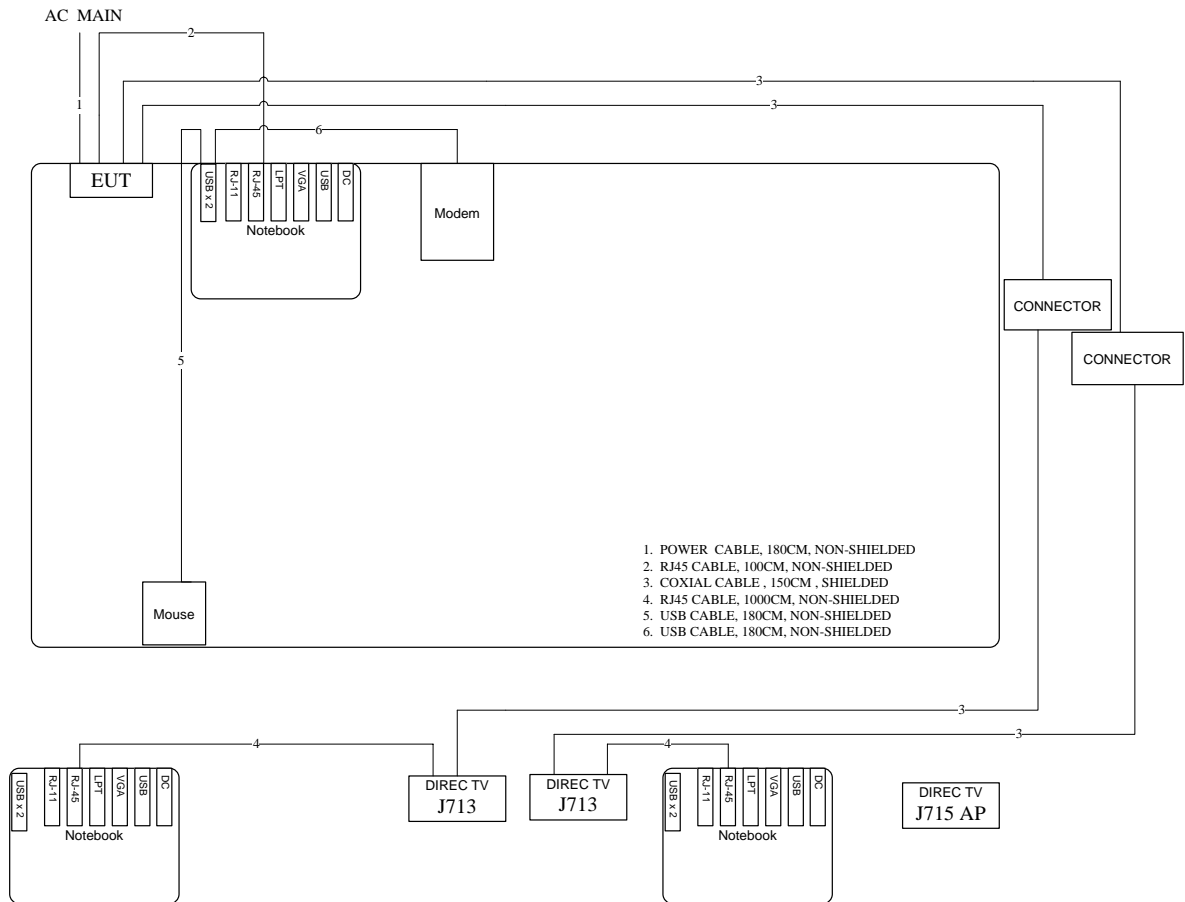 AC MAIN
2
3
1
3
6
EUT
USB x 2
RJ-11
RJ-45
LPT
VGA
USB
DC
Notebook
Modem
CONNECTOR
CONNECTOR
5
1. POWER CABLE, 180CM, NON-SHIELDED
2. RJ45 CABLE, 100CM, NON-SHIELDED
3. COXIAL CABLE , 150CM , SHIELDED
4. RJ45 CABLE, 1000CM, NON-SHIELDED
5. USB CABLE, 180CM, NON-SHIELDED
6. USB CABLE, 180CM, NON-SHIELDED
Mouse
3
3
4
4
USB x 2
RJ-11
RJ-45
LPT
VGA
USB
DC
Notebook
DIREC TV
J713
DIREC TV
J713
USB x 2
RJ-11
RJ-45
LPT
VGA
USB
DC
Notebook
DIREC TV
J715 AP